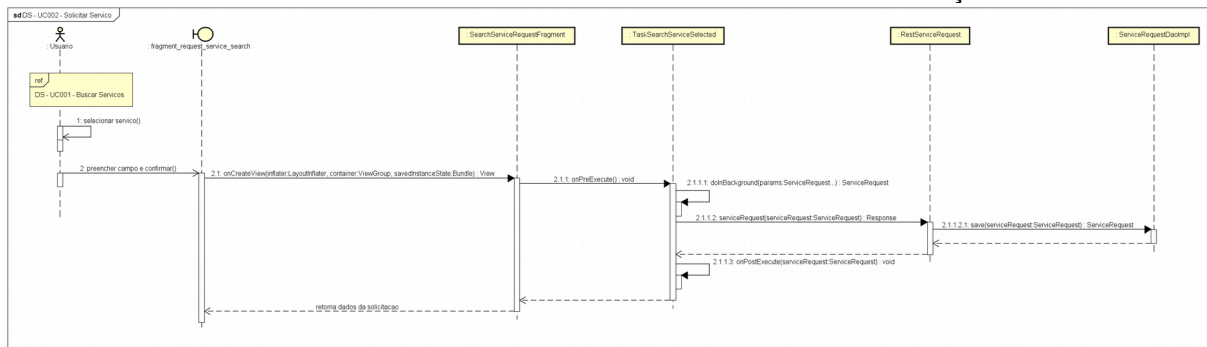 sd DS - UC002 - Solicitar Servico
: Usuario
: fragment_request_service_search
: SearchServiceRequestFragment
: TaskSearchServiceSelected
: RestServiceRequest
: ServiceRequestDaoImpl
ref
DS - UC001 - Buscar Servicos
1: selecionar servico()
2: preencher campo e confirmar()
2.1: onCreateView(inflater:LayoutInflater, container:ViewGroup, savedInstanceState:Bundle) : View
2.1.1: onPreExecute() : void
2.1.1.1: doInBackground(params:ServiceRequest...) : ServiceRequest
2.1.1.2: serviceRequest(serviceRequest:ServiceRequest) : Response
2.1.1.2.1: save(serviceRequest:ServiceRequest) : ServiceRequest
2.1.1.3: onPostExecute(serviceRequest:ServiceRequest) : void
retorna dados da solicitacao